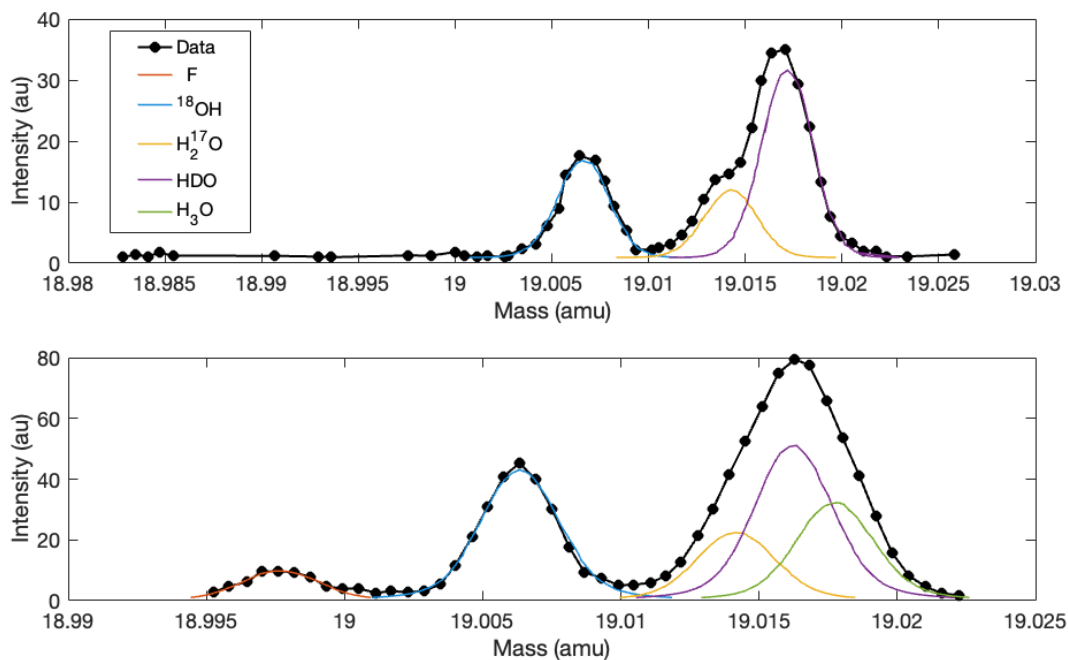 40
30
20
10
0
Intensity (au)
Data
F
¹⁸OH
H₂¹⁷O
HDO
H₃O
18.98 18.985 18.99 18.995 19 19.005 19.01 19.015 19.02 19.025 19.03
Mass (amu)
80
60
40
20
0
Intensity (au)
18.99 18.995 19 19.005 19.01 19.015 19.02 19.025
Mass (amu)